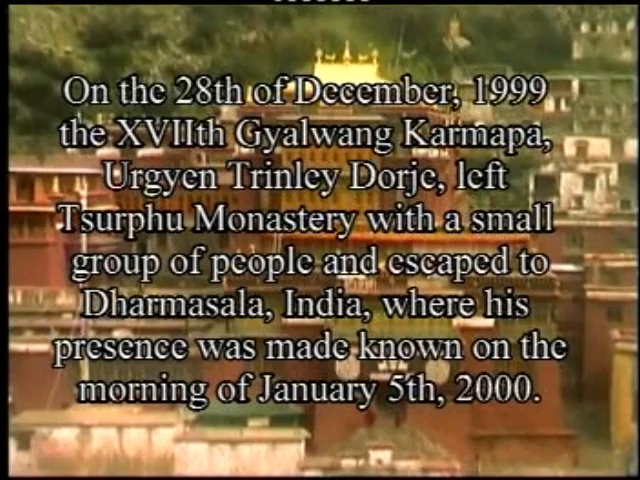 On the 28th of December, 1999
the XVIIth Gyalwang Karmapa,
Urgyen Trinley Dorje, left
Tsurphu Monastery with a small
group of people and escaped to
Dharmasala, India, where his
presence was made known on the
morning of January 5th, 2000.